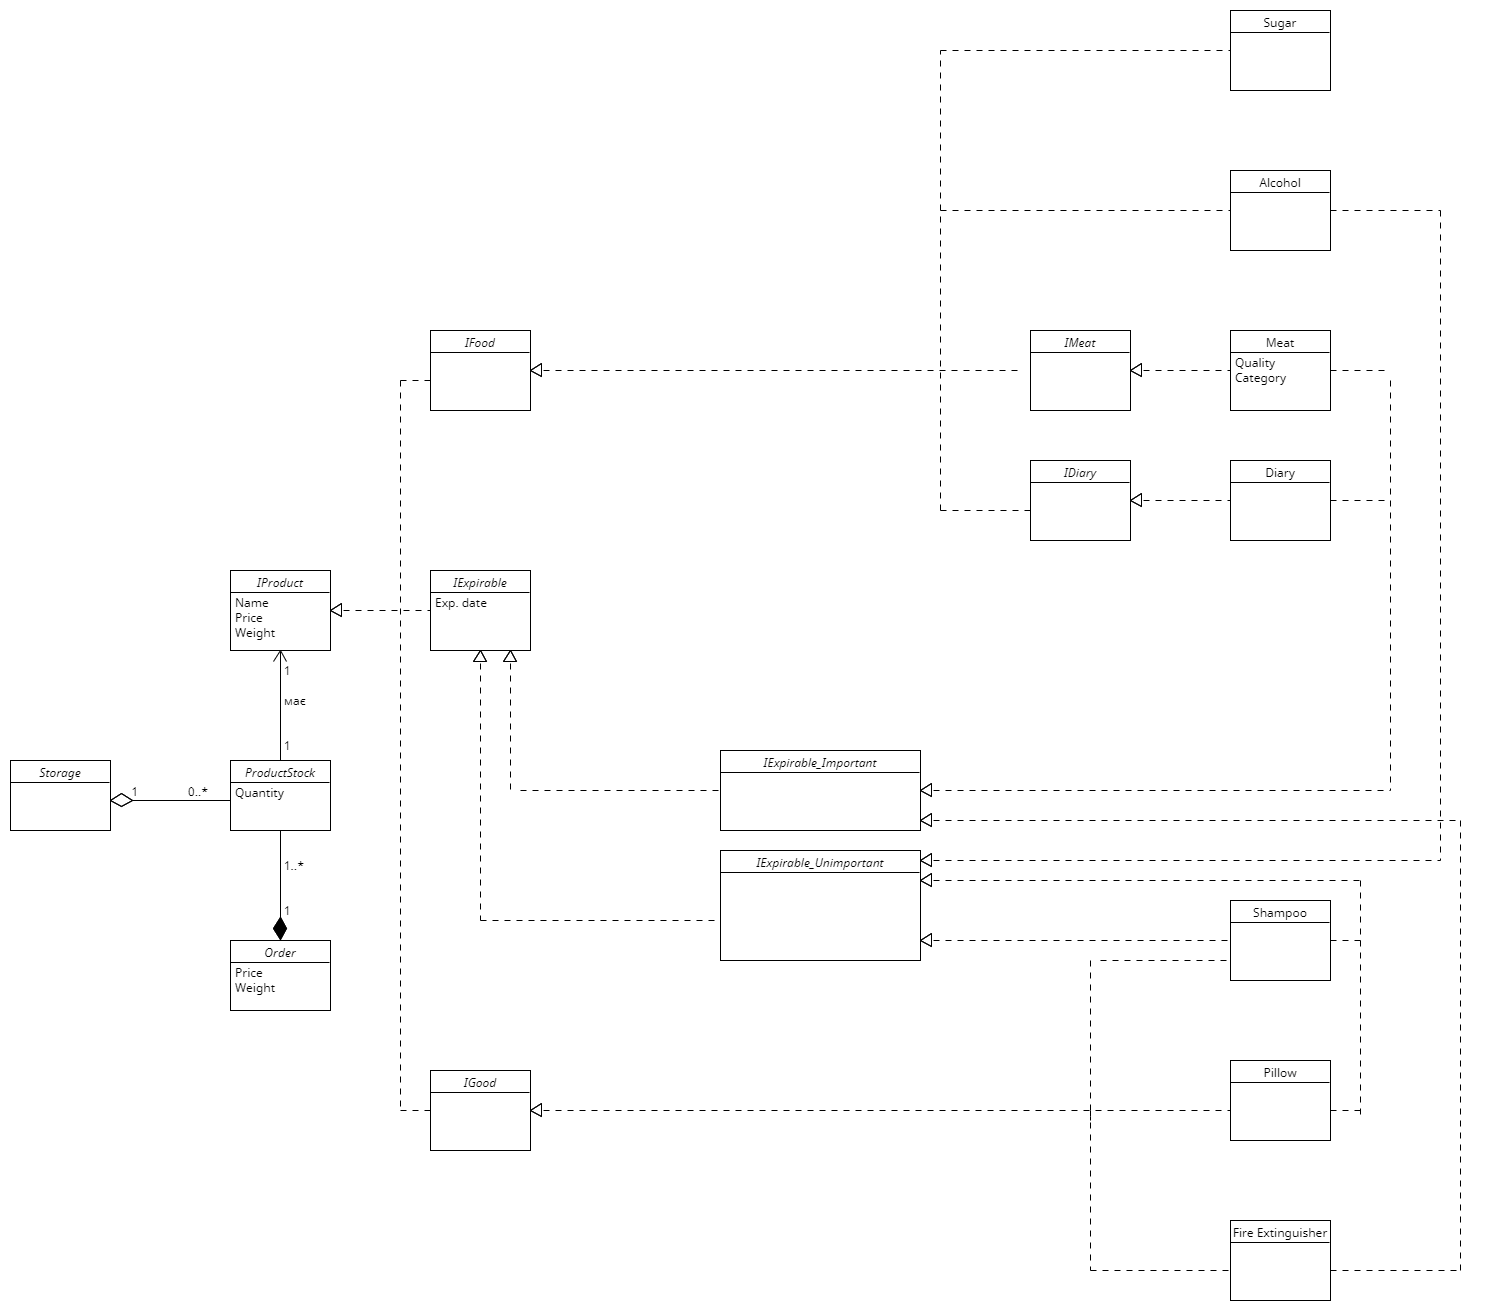 Sugar
Alcohol
IFood
IMeat
Meat
Quality
Category
IDiary
Diary
IProduct
Name
Price
Weight
IExpirable
Exp. date
1
має
1
Storage
1
0..*
ProductStock
Quantity
IExpirable_Important
IExpirable_Unimportant
1..*
1
Order
Price
Weight
Shampoo
IGood
Pillow
Fire Extinguisher